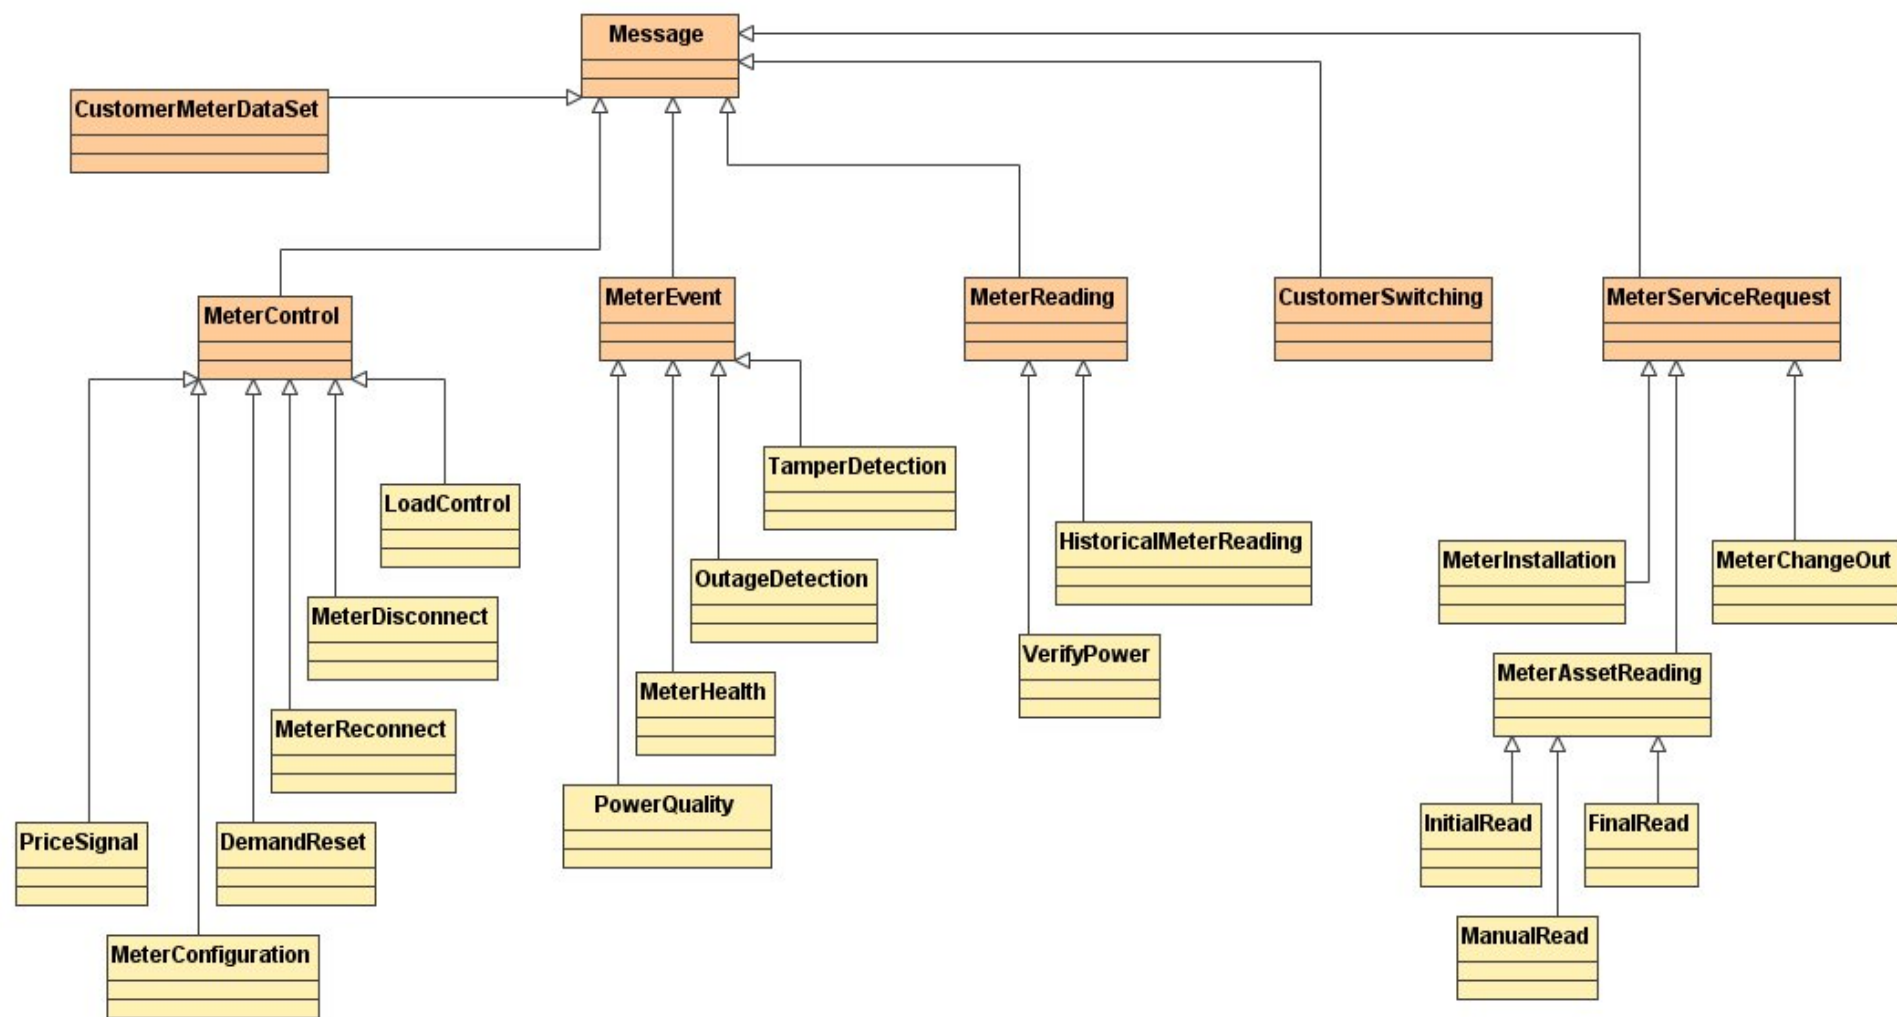 Message
CustomerMeterDataSet
MeterControl
MeterEvent
MeterReading
CustomerSwitching
MeterServiceRequest
TamperDetection
LoadControl
HistoricalMeterReading
MeterInstallation
MeterChangeOut
OutageDetection
MeterDisconnect
VerifyPower
MeterAssetReading
MeterHealth
MeterReconnect
PowerQuality
InitialRead
FinalRead
PriceSignal
DemandReset
ManualRead
MeterConfiguration